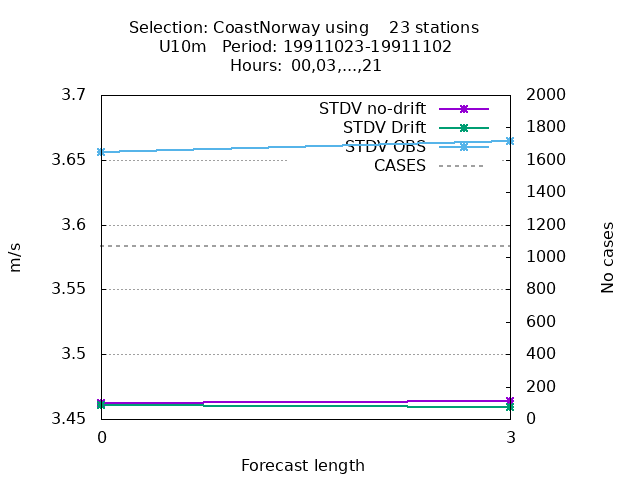 Selection: CoastNorway using    23 stations
U10m   Period: 19911023-19911102
Hours:  00,03,...,21
3.7
3.65
3.6
3.55
3.5
3.45
2000
1800
1600
1400
1200
1000
800
600
400
200
0
STDV no-drift
STDV Drift
STDV OBS
CASES
m/s
No cases
0
3
Forecast length